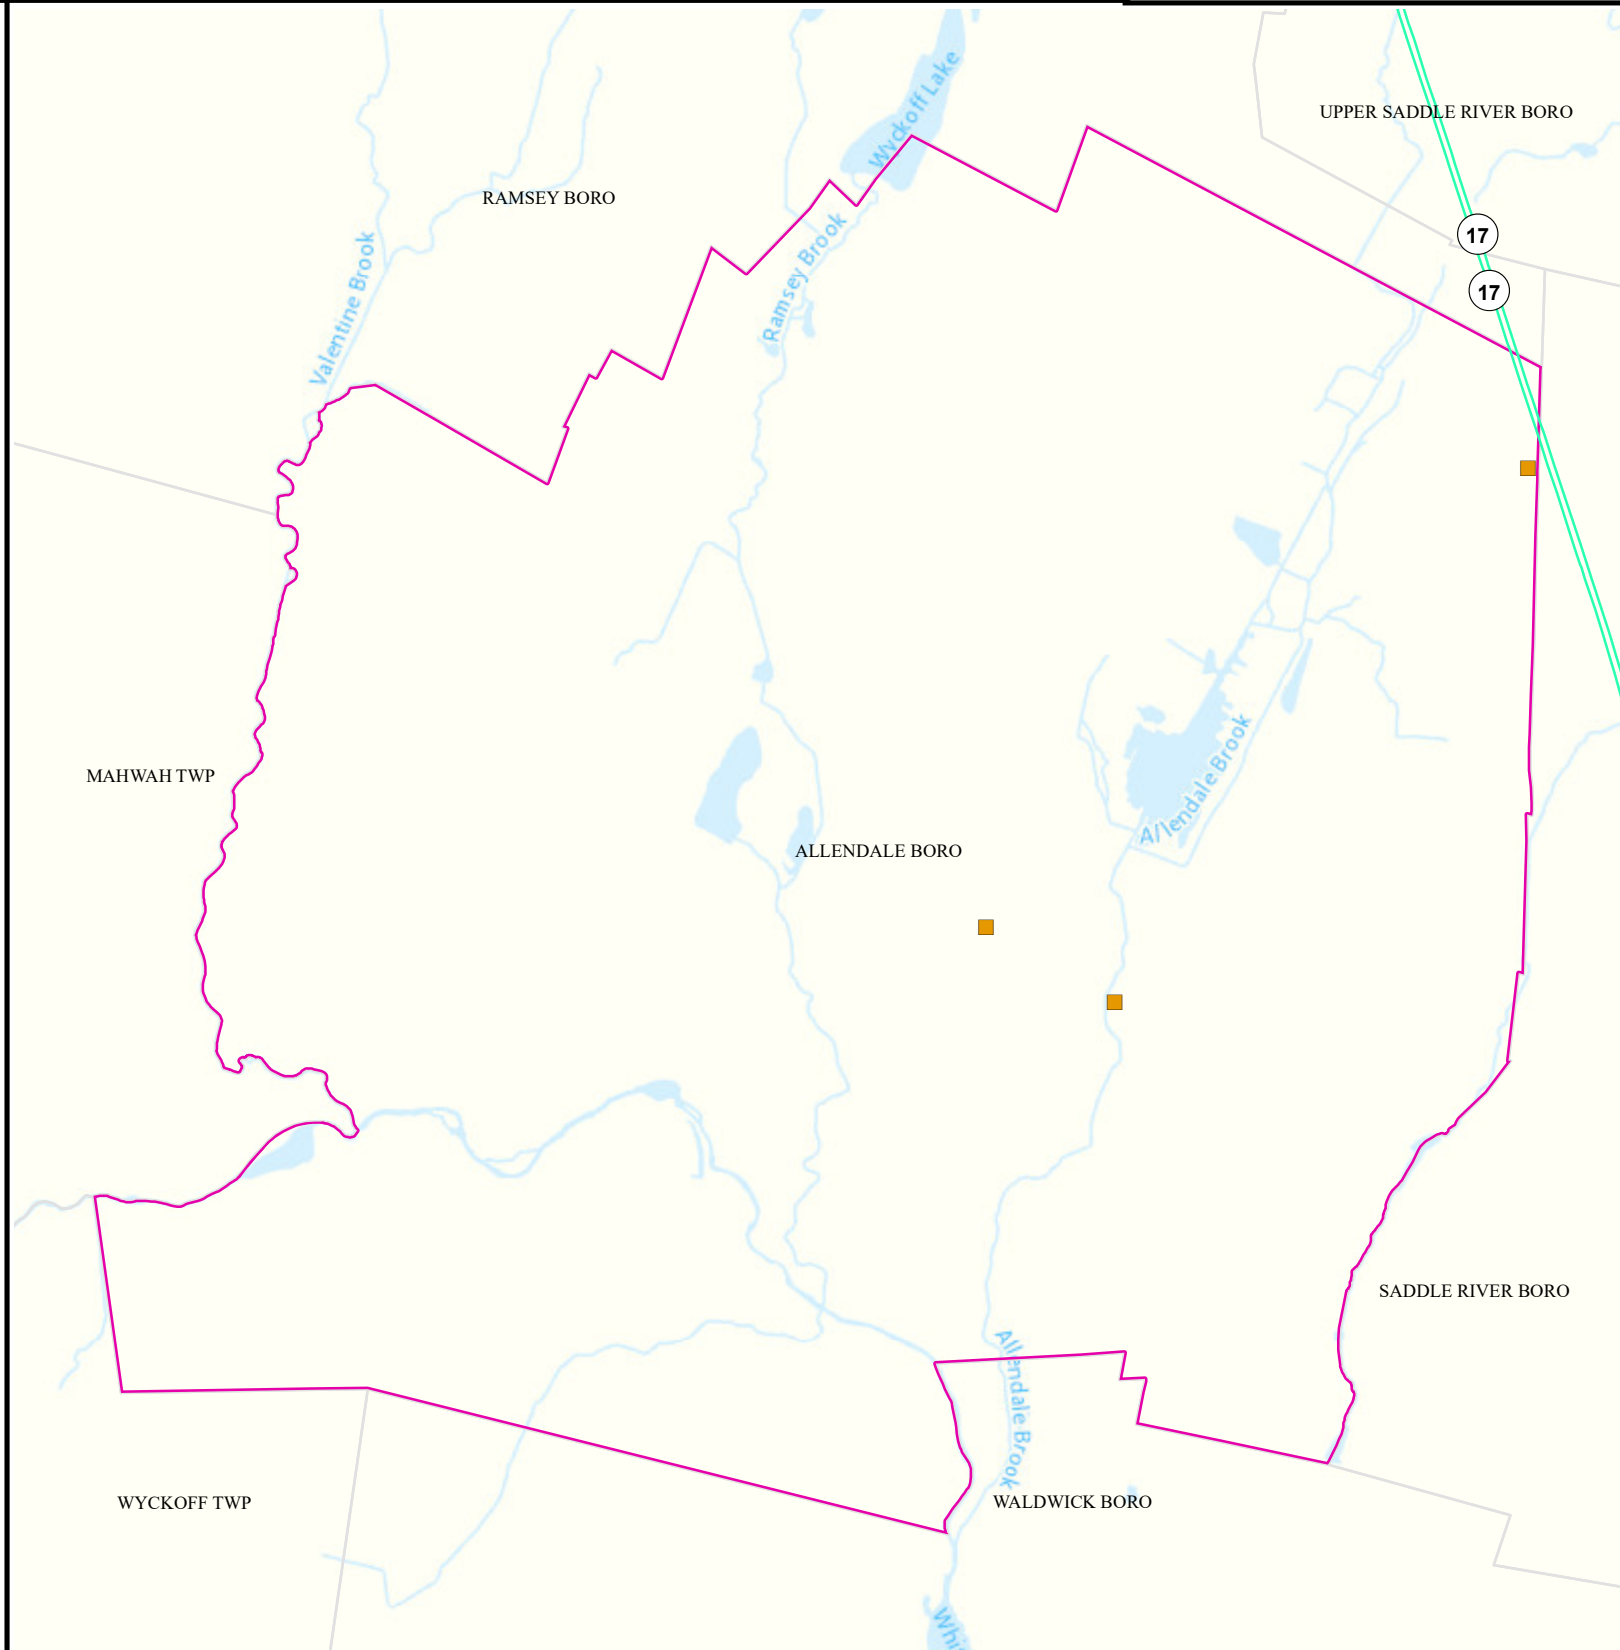 Wyckoff Lake
UPPER SADDLE RIVER BORO
RAMSEY BORO
17
Ramsey Brook
17
Valentine Brook
MAHWAH TWP
Allendale Brook
ALLENDALE BORO
SADDLE RIVER BORO
Allendale Brook
WYCKOFF TWP
WALDWICK BORO
Whi